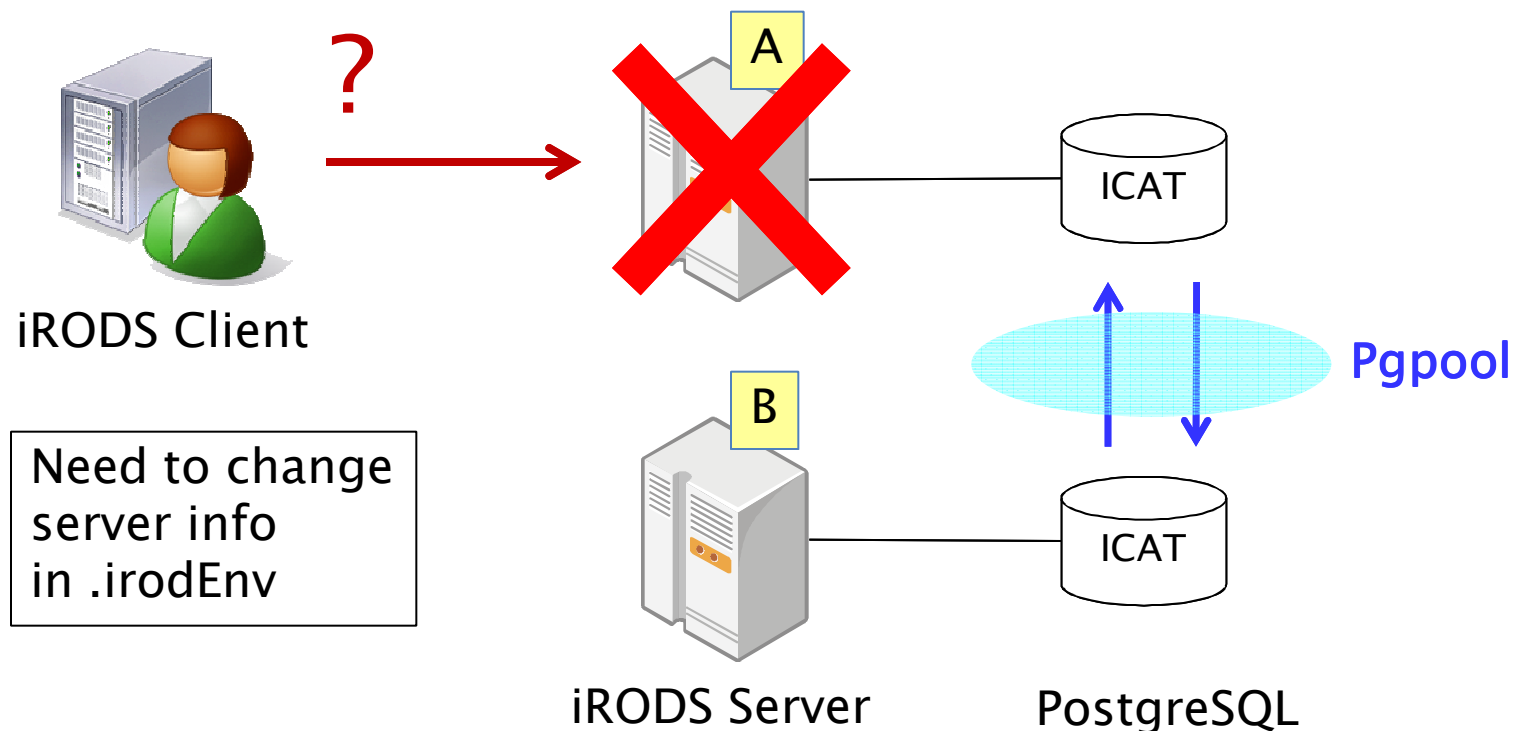 ?
A
ICAT
iRODS Client
Pgpool
B
Need to change
server info
in .irodEnv
ICAT
iRODS Server
PostgreSQL